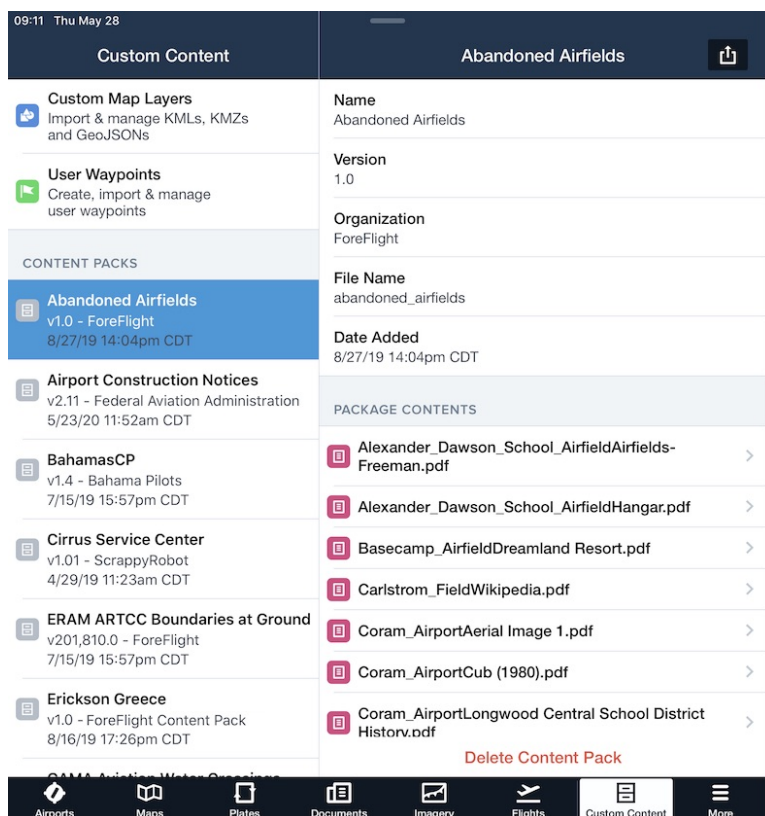 09:11 Thu May 28
Custom Content
Custom Map Layers
Import & manage KMLs, KMZs
and GeoJSONs
User Waypoints
Create, import & manage
user waypoints
CONTENT PACKS
Abandoned Airfields
v1.0 - ForeFlight
8/27/19 14:04pm CDT
Airport Construction Notices
v2.11 - Federal Aviation Administration
5/23/20 11:52am CDT
BahamasCP
v1.4 - Bahama Pilots
7/15/19 15:57pm CDT
Cirrus Service Center
v1.01 - ScrappyRobot
4/29/19 11:23am CDT
ERAM ARTCC Boundaries at Ground
v201,810.0 - ForeFlight
7/15/19 15:57pm CDT
Erickson Greece
v1.0 - ForeFlight Content Pack
8/16/19 17:26pm CDT
Abandoned Airfields
Name
Abandoned Airfields
Version
1.0
Organization
ForeFlight
File Name
abandoned_airfields
Date Added
8/27/19 14:04pm CDT
PACKAGE CONTENTS
Alexander_Dawson_School_AirfieldAirfields-
Freeman.pdf
Alexander_Dawson_School_AirfieldHangar.pdf
Basecamp_AirfieldDreamland Resort.pdf
Carlstrom_FieldWikipedia.pdf
Coram_AirportAerial Image 1.pdf
Coram_AirportCub (1980).pdf
Coram_AirportLongwood Central School District
History.pdf
Delete Content Pack
Airports
Maps
Plates
Documents
Imagery
Flights
Custom Content
More